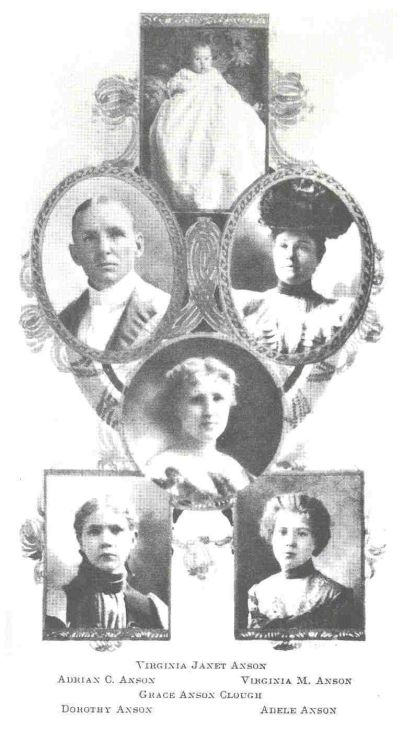 Virginia Janet Anson
Adrian C. Anson Virginia M. Anson
Grace Anson Clough
Dorothy Anson Adele Anson